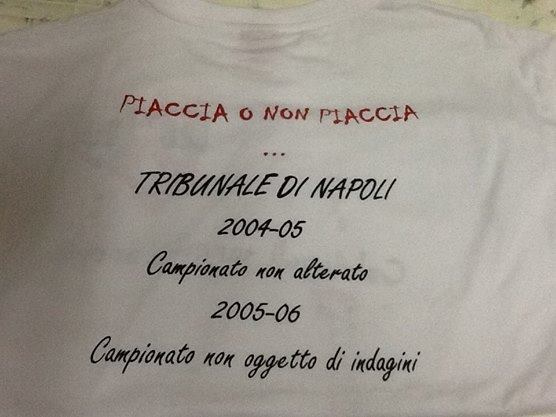 PIACCIA O NON PIACCIA
...
TRIBUNALE DI NAPOLI
2004-05
Campionato non alterato
2005-06
Campionato non oggetto di indagini